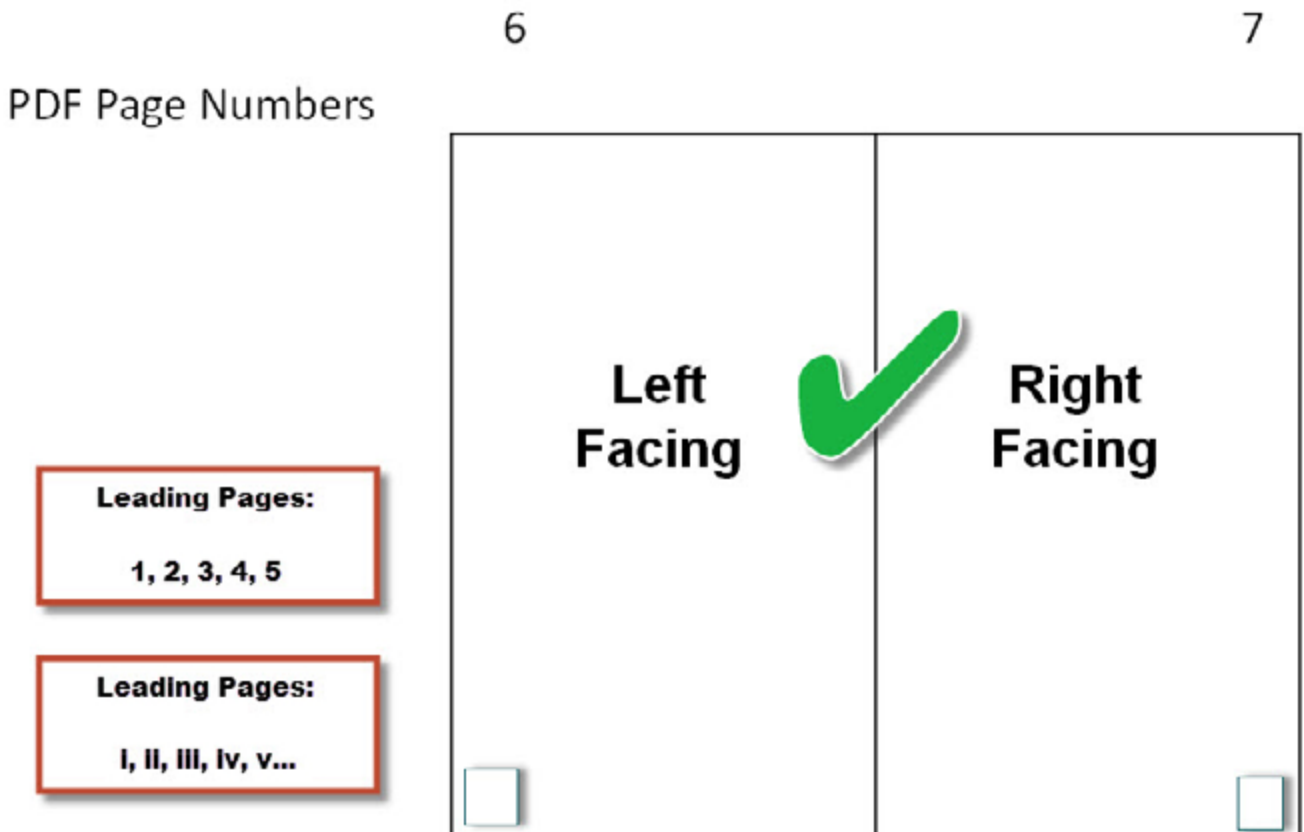 6
7
PDF Page Numbers
Left
Facing
Right
Facing
Leading Pages:
1, 2, 3, 4, 5
Leading Pages:
i, ii, iii, iv, v...